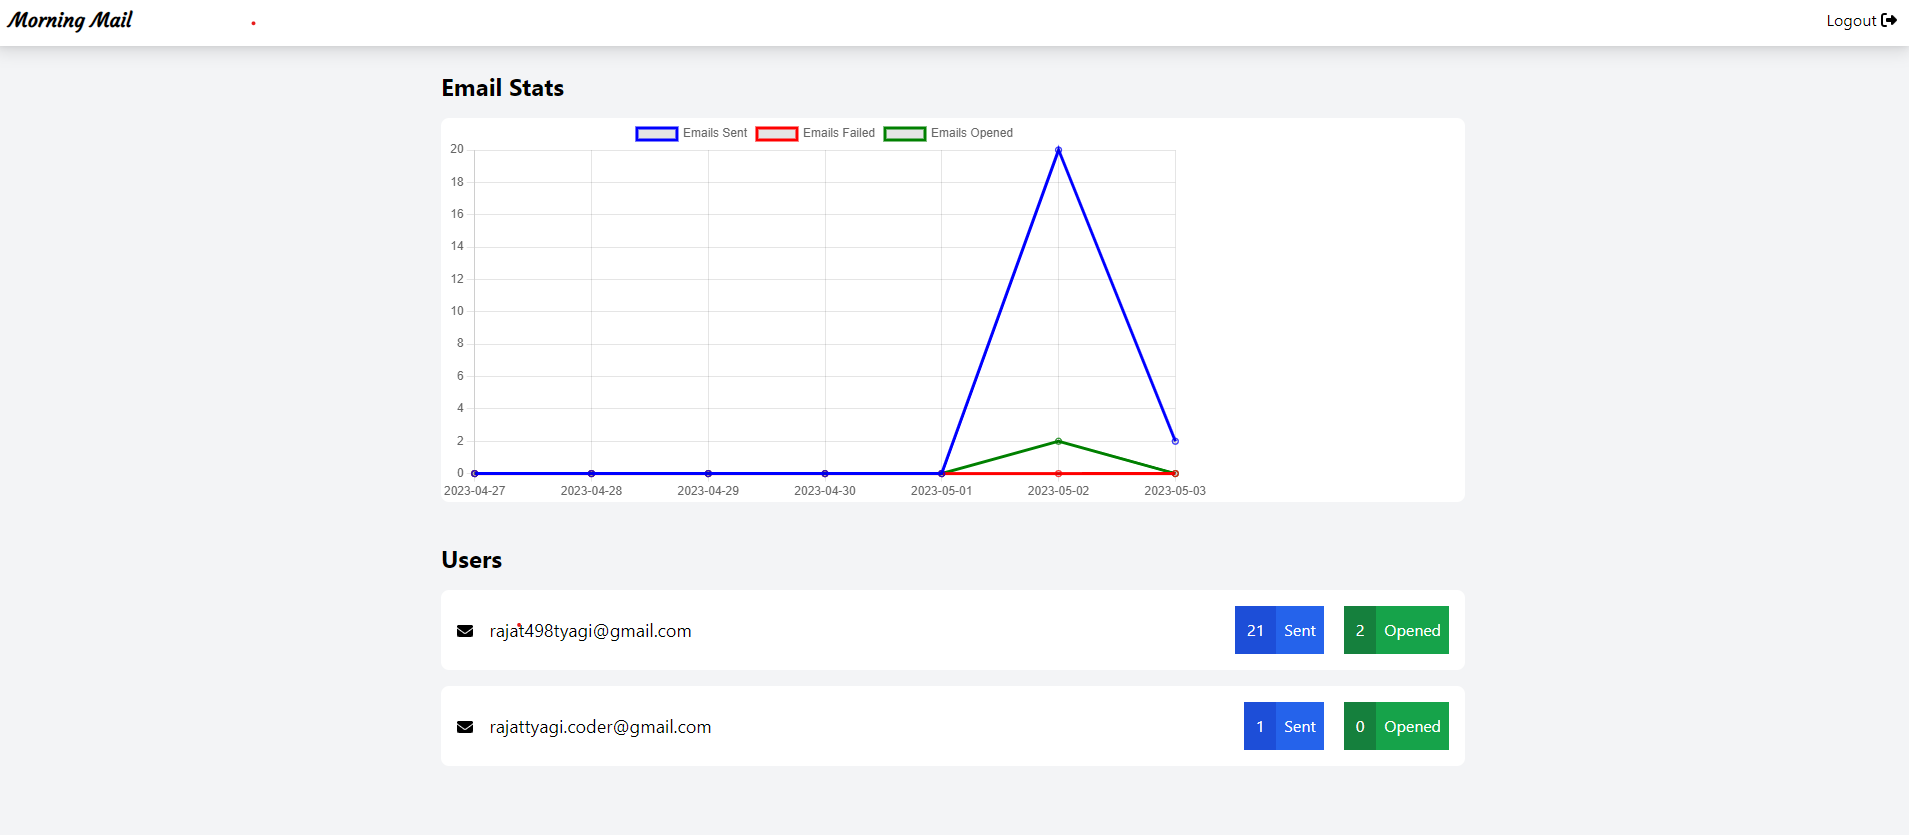 Morning Mail
Logout
Email Stats
Emails Sent Emails Failed Emails Opened
20
18
16
14
12
10
8
6
4
2
0
2023-04-27 2023-04-28 2023-04-29 2023-04-30 2023-05-01 2023-05-02 2023-05-03
Users
rajat498tyagi@gmail.com 21 Sent 2 Opened
rajattyagi.coder@gmail.com 1 Sent 0 Opened